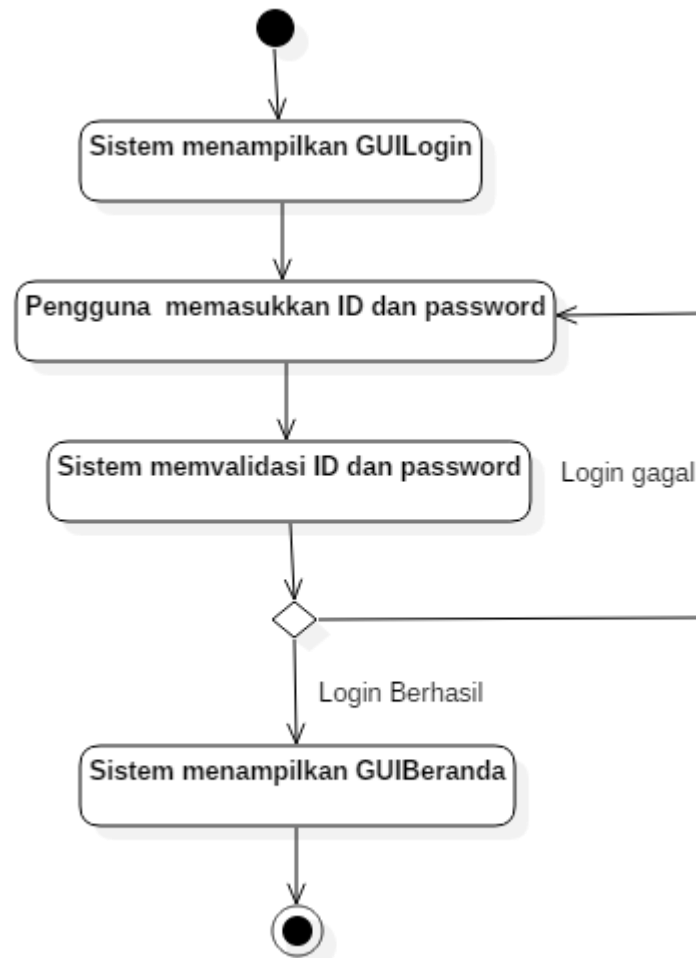 Sistem menampilkan GUILogin
Pengguna  memasukkan ID dan password
Sistem memvalidasi ID dan password
Login gagal
Login Berhasil
Sistem menampilkan GUIBeranda